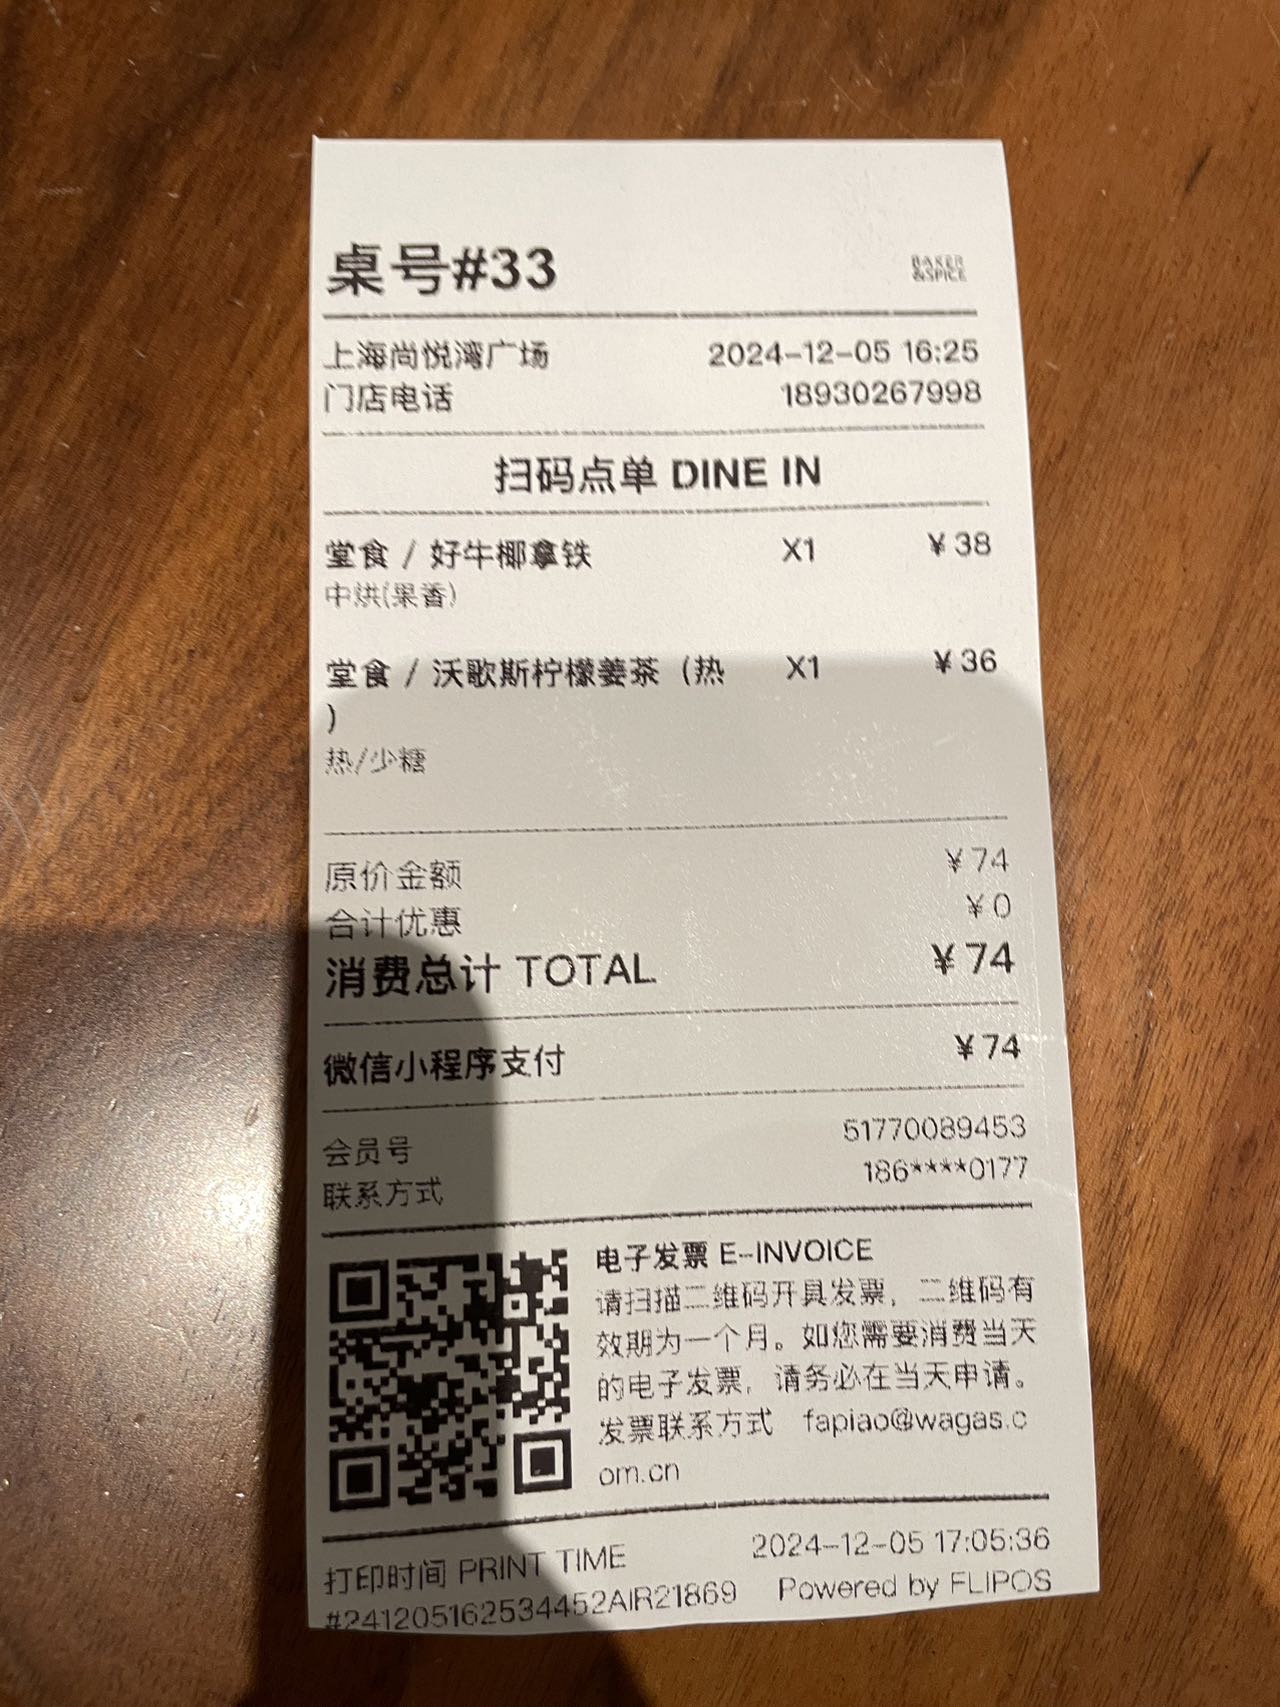 桌号#33
BAKER
&SPICE
上海尚悦湾广场 2024-12-05 16:25
门店电话 18930267998
扫码点单 DINE IN
堂食 / 好牛椰拿铁 X1 ¥38
中烘(果香)
堂食 / 沃歌斯柠檬姜茶（热 X1 ¥36
）
热/少糖
原价金额 ¥74
合计优惠 ¥0
消费总计 TOTAL ¥74
微信小程序支付 ¥74
会员号 51770089453
联系方式 186****0177
电子发票 E-INVOICE
请扫描二维码开具发票，二维码有
效期为一个月。如您需要消费当天
的电子发票，请务必在当天申请。
发票联系方式 fapiao@wagas.c
om.cn
打印时间 PRINT TIME 2024-12-05 17:05:36
#241205162534452AIR21869 Powered by FLIPOS